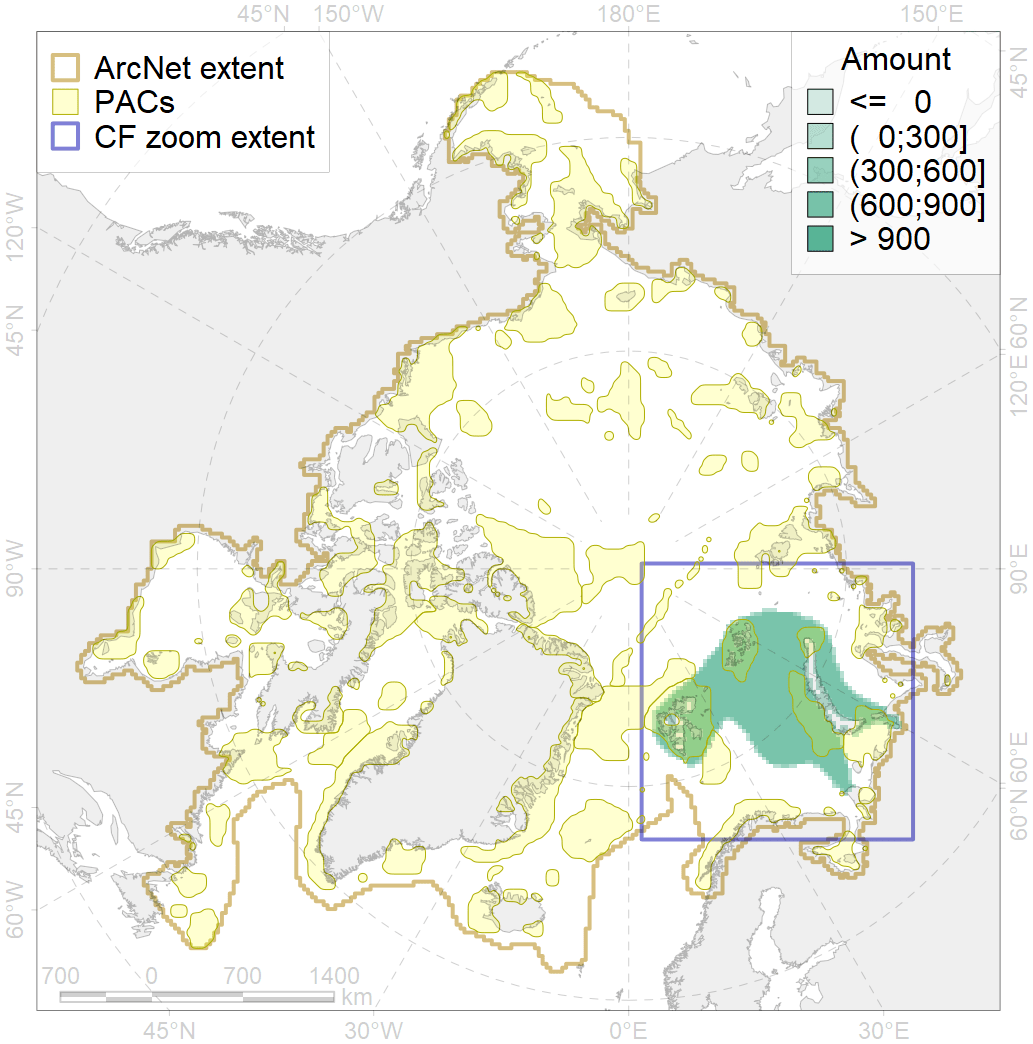 45°N 150°W 180°E 150°E
ArcNet extent
PACs
CF zoom extent
Amount
<= 0
( 0;300]
(300;600]
(600;900]
> 900
120°W
45°N
90°W
45°N
60°W
45°N
60°N
120°E
90°E
60°E
60°N
700 0 700 1400
km
45°W 30°W 0°E 30°E